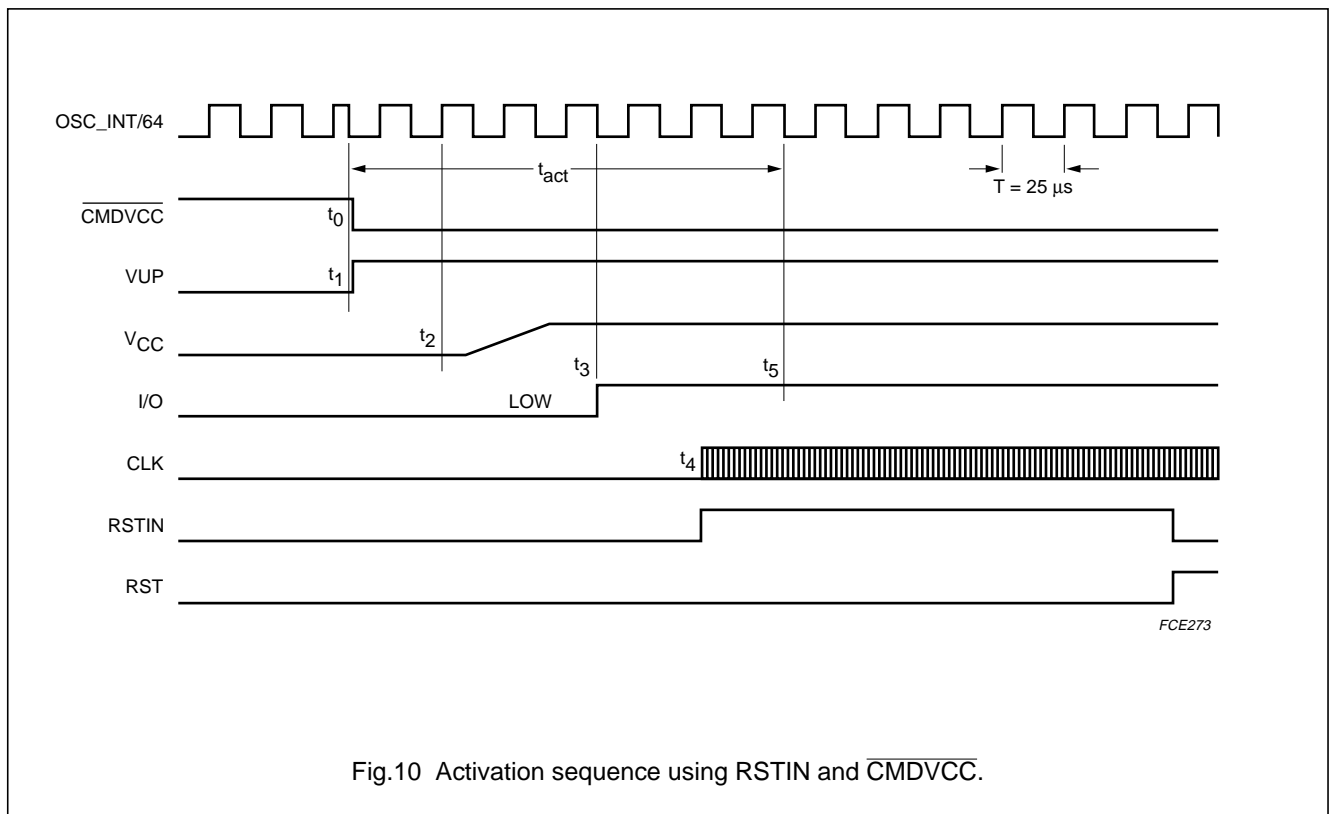 OSC_INT/64
tact
T = 25 μs
CMDVCC
t0
VUP
t1
VCC
t2
t3
t5
I/O
LOW
CLK
t4
RSTIN
RST
FCE273
Fig.10 Activation sequence using RSTIN and CMDVCC.